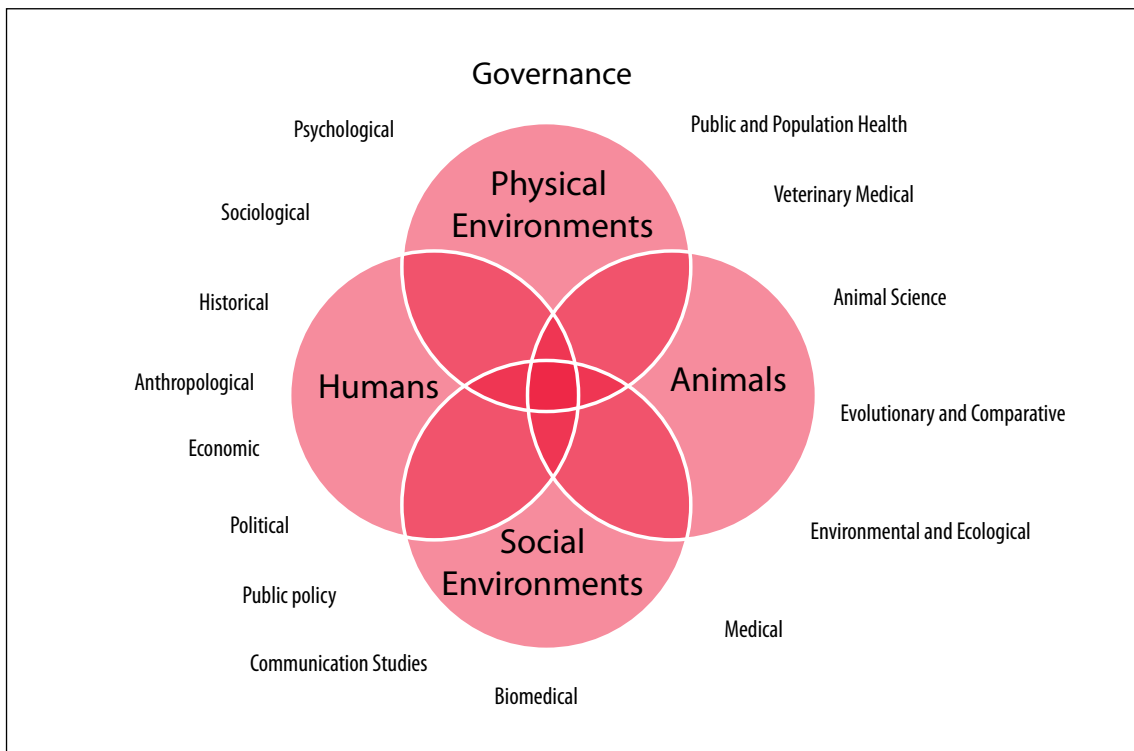 Governance
Psychological
Public and Population Health
Physical
Environments
Veterinary Medical
Sociological
Historical
Animal Science
Anthropological
Humans
Animals
Evolutionary and Comparative
Economic
Political
Environmental and Ecological
Social
Environments
Public policy
Medical
Communication Studies
Biomedical